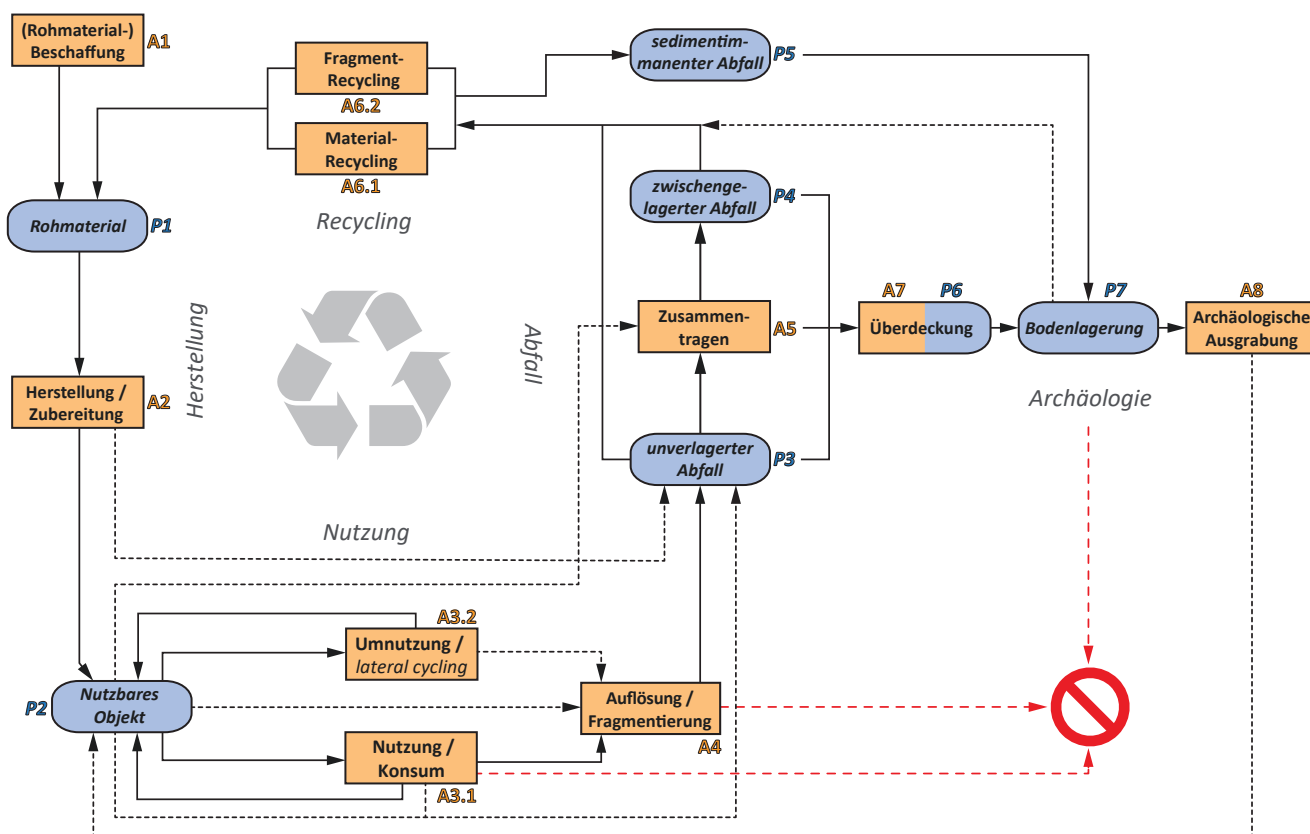 (Rohmaterial-)
Beschaffung
A1
Fragment-
Recycling
A6.2
Material-
Recycling
A6.1
Recycling
sedimentim-
manenter Abfall
P5
zwischenge-
lagerter Abfall
P4
Rohmaterial
P1
Herstellung
Abfall
Zusammen-
tragen
A5
A7
P6
Überdeckung
P7
Bodenlagerung
A8
Archäologische
Ausgrabung
Archäologie
Herstellung /
Zubereitung
A2
unverlagerter
Abfall
P3
Nutzung
A3.2
Umnutzung /
lateral cycling
P2
Nutzbares
Objekt
Auflösung /
Fragmentierung
A4
Nutzung /
Konsum
A3.1